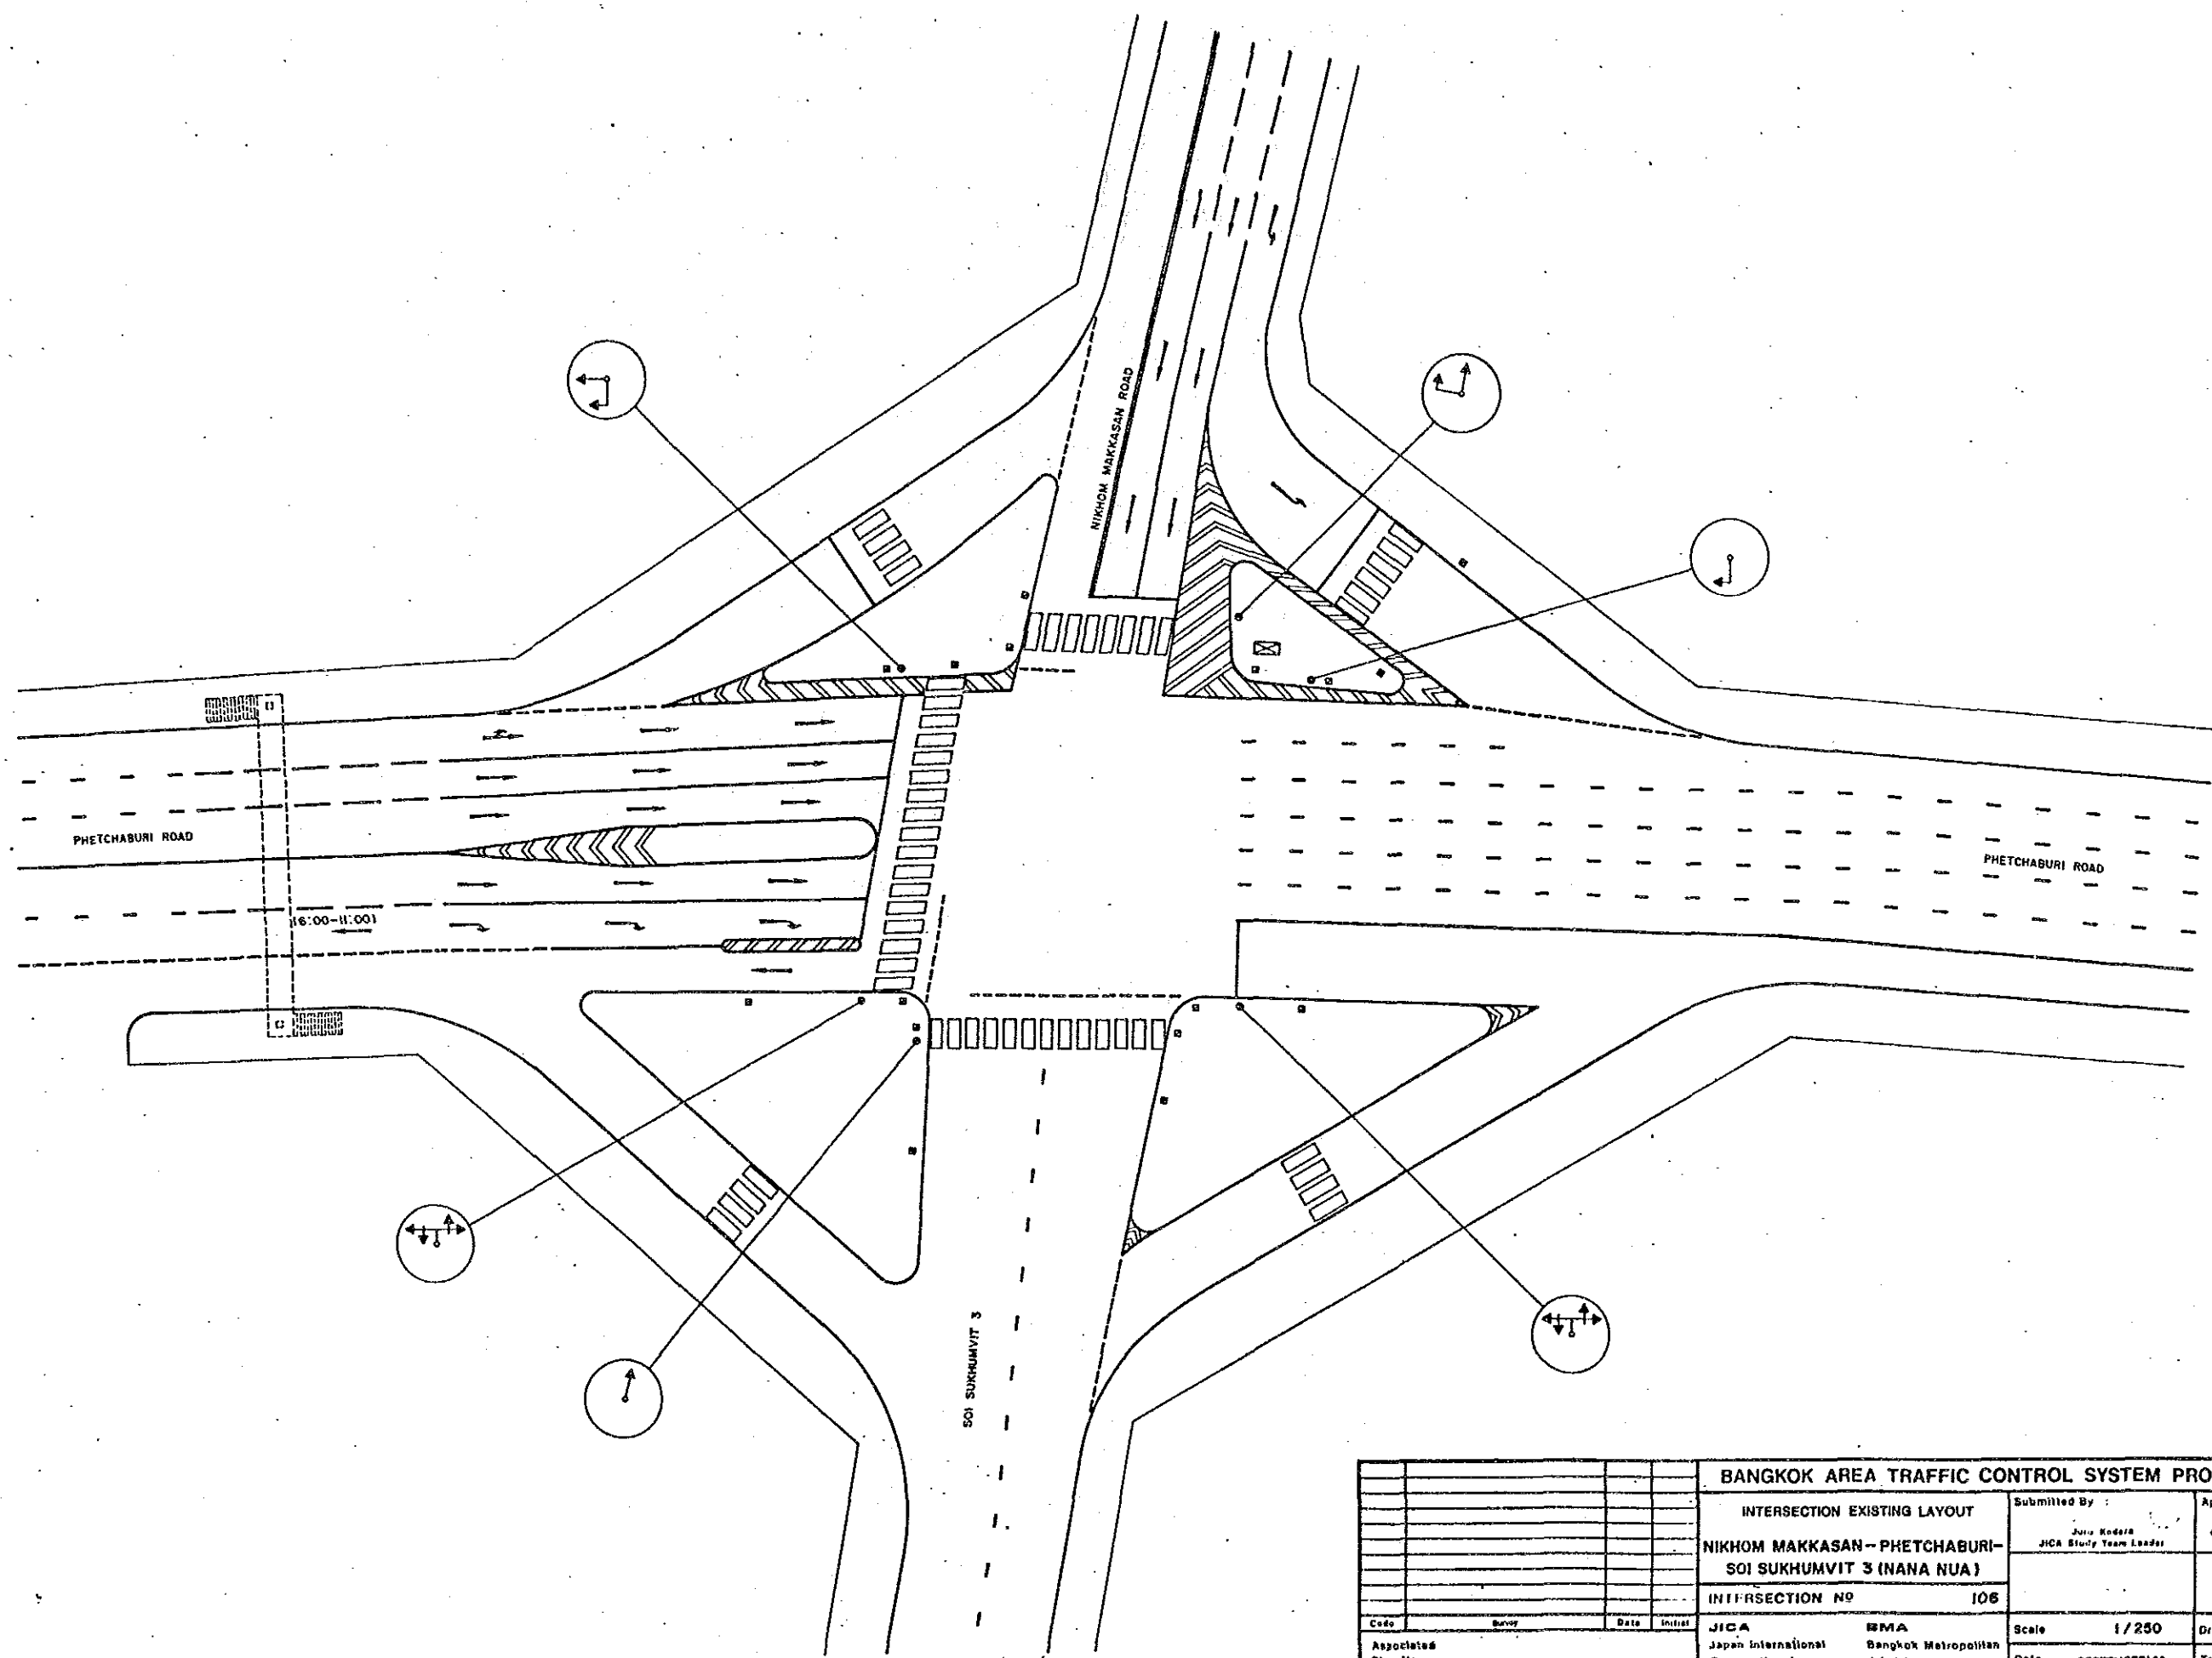 NIKHOM MAKKASAN ROAD
PHETCHABURI ROAD
PHETCHABURI ROAD
(6:00-11:00)
SOI SUKHUMVIT 3
BANGKOK AREA TRAFFIC CONTROL SYSTEM PRO
INTERSECTION EXISTING LAYOUT
NIKHOM MAKKASAN-PHETCHABURI-
SOI SUKHUMVIT 3 (NANA NUA)
INTERSECTION Nº 106
Submitted By :
JICA Study Team Leader
Code Survey Date Initial
Associated
JICA BMA
Japan International Bangkok Metropolitan
Scale 1/250